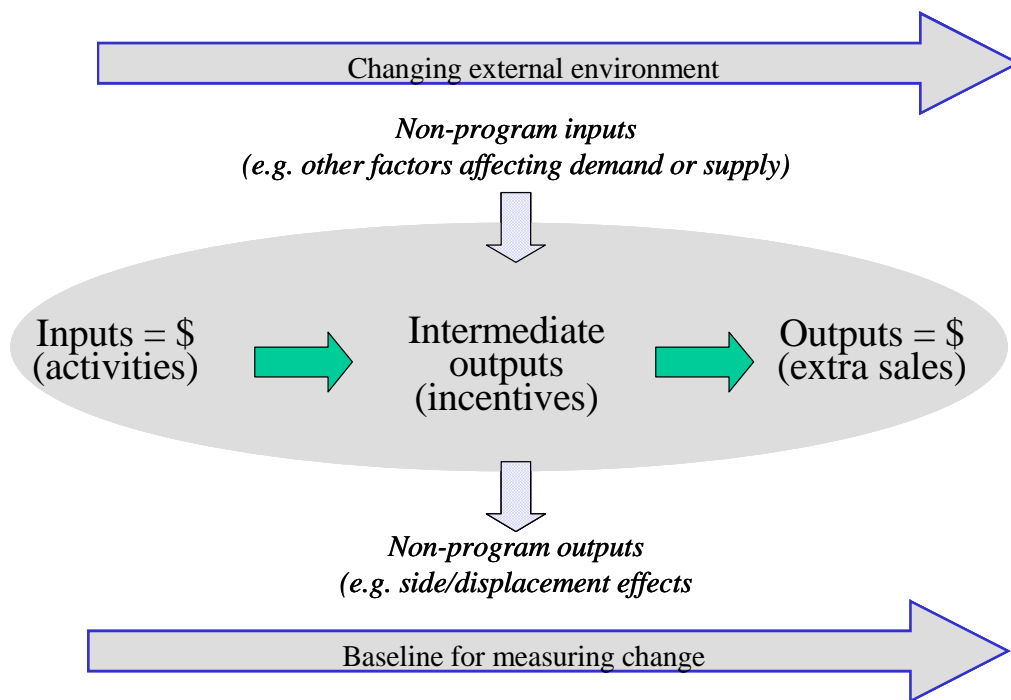 Changing external environment
Non-program inputs
(e.g. other factors affecting demand or supply)
Inputs = $
(activities)
Intermediate
outputs
(incentives)
Outputs = $
(extra sales)
Non-program outputs
(e.g. side/displacement effects
Baseline for measuring change